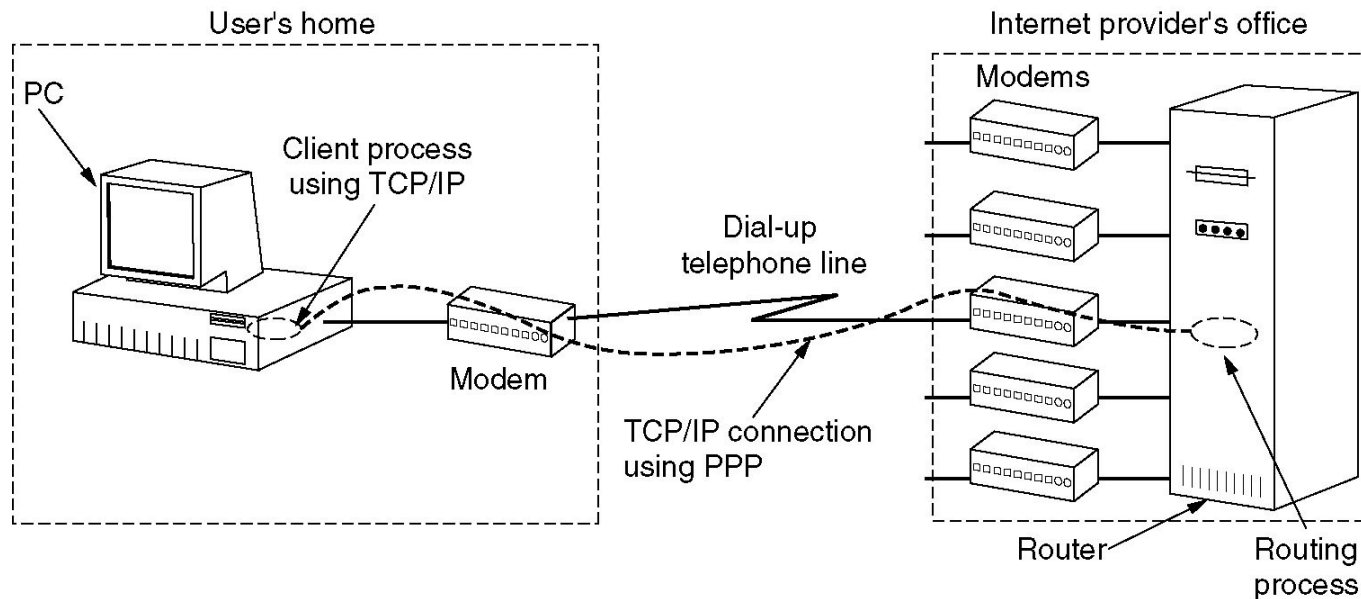 User's home
Internet provider's office
PC
Client process
using TCP/IP
Modems
Dial-up
telephone line
Modem
TCP/IP connection
using PPP
Router
Routing
process